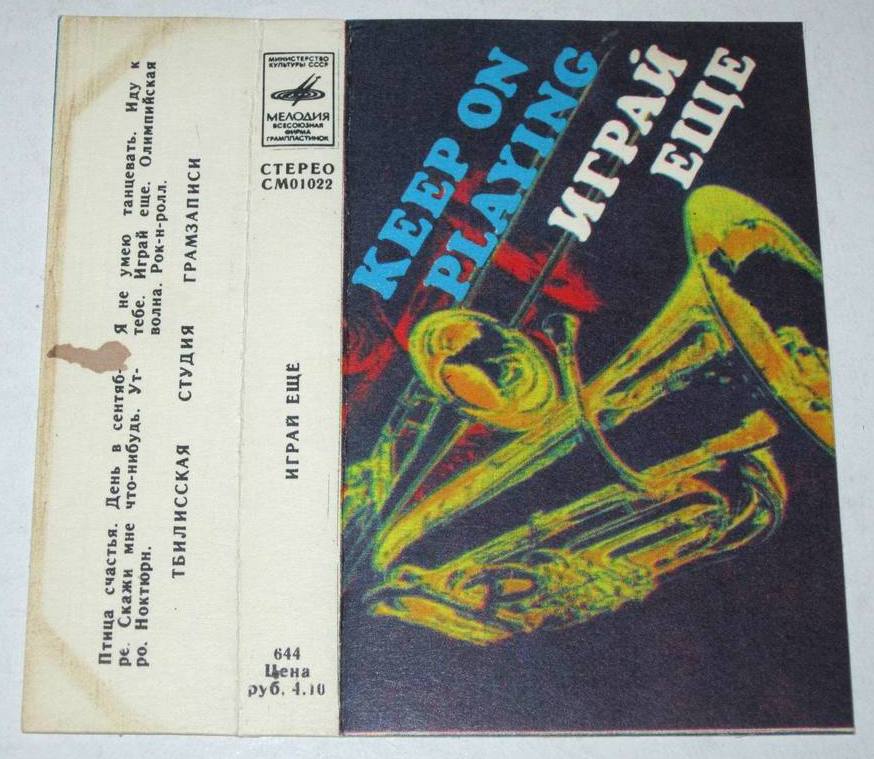 Птица счастья. День в сентяб-
ре. Скажи мне что-нибудь. Ут-
ро. Ноктюрн.
Я не умею танцевать. Иду к
тебе. Играй еще. Олимпийская
волна. Рок-н-ролл.
ТБИЛИССКАЯ СТУДИЯ ГРАМЗАПИСИ
МИНИСТЕРСТВО
КУЛЬТУРЫ СССР
МЕЛОДИЯ
ВСЕСОЮЗНАЯ
ФИРМА
ГРАМПЛАСТИНОК
СТЕРЕО
СМ01022
ИГРАЙ ЕЩЕ
644
Цена
руб. 4.10
KEEP ON
PLAYING
ИГРАЙ
ЕЩЕ